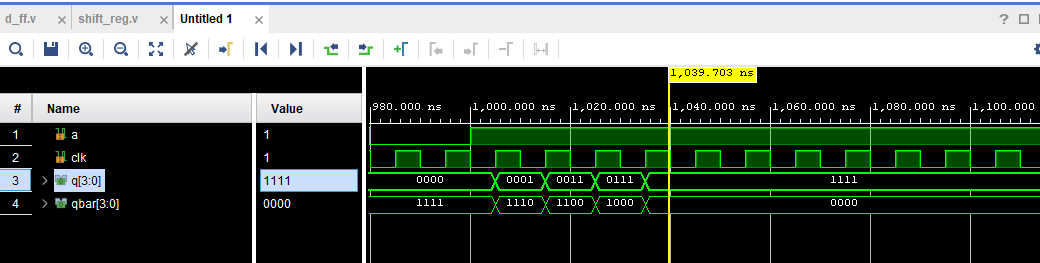 d_ff.v × shift_reg.v × Untitled 1 ×
?
1,039.703 ns
# Name Value
980.000 ns 1,000.000 ns 1,020.000 ns 1,040.000 ns 1,060.000 ns 1,080.000 ns 1,100.000
1 a 1
2 clk 1
3 q[3:0] 1111 0000 0001 0011 0111 1111
4 qbar[3:0] 0000 1111 1110 1100 1000 0000